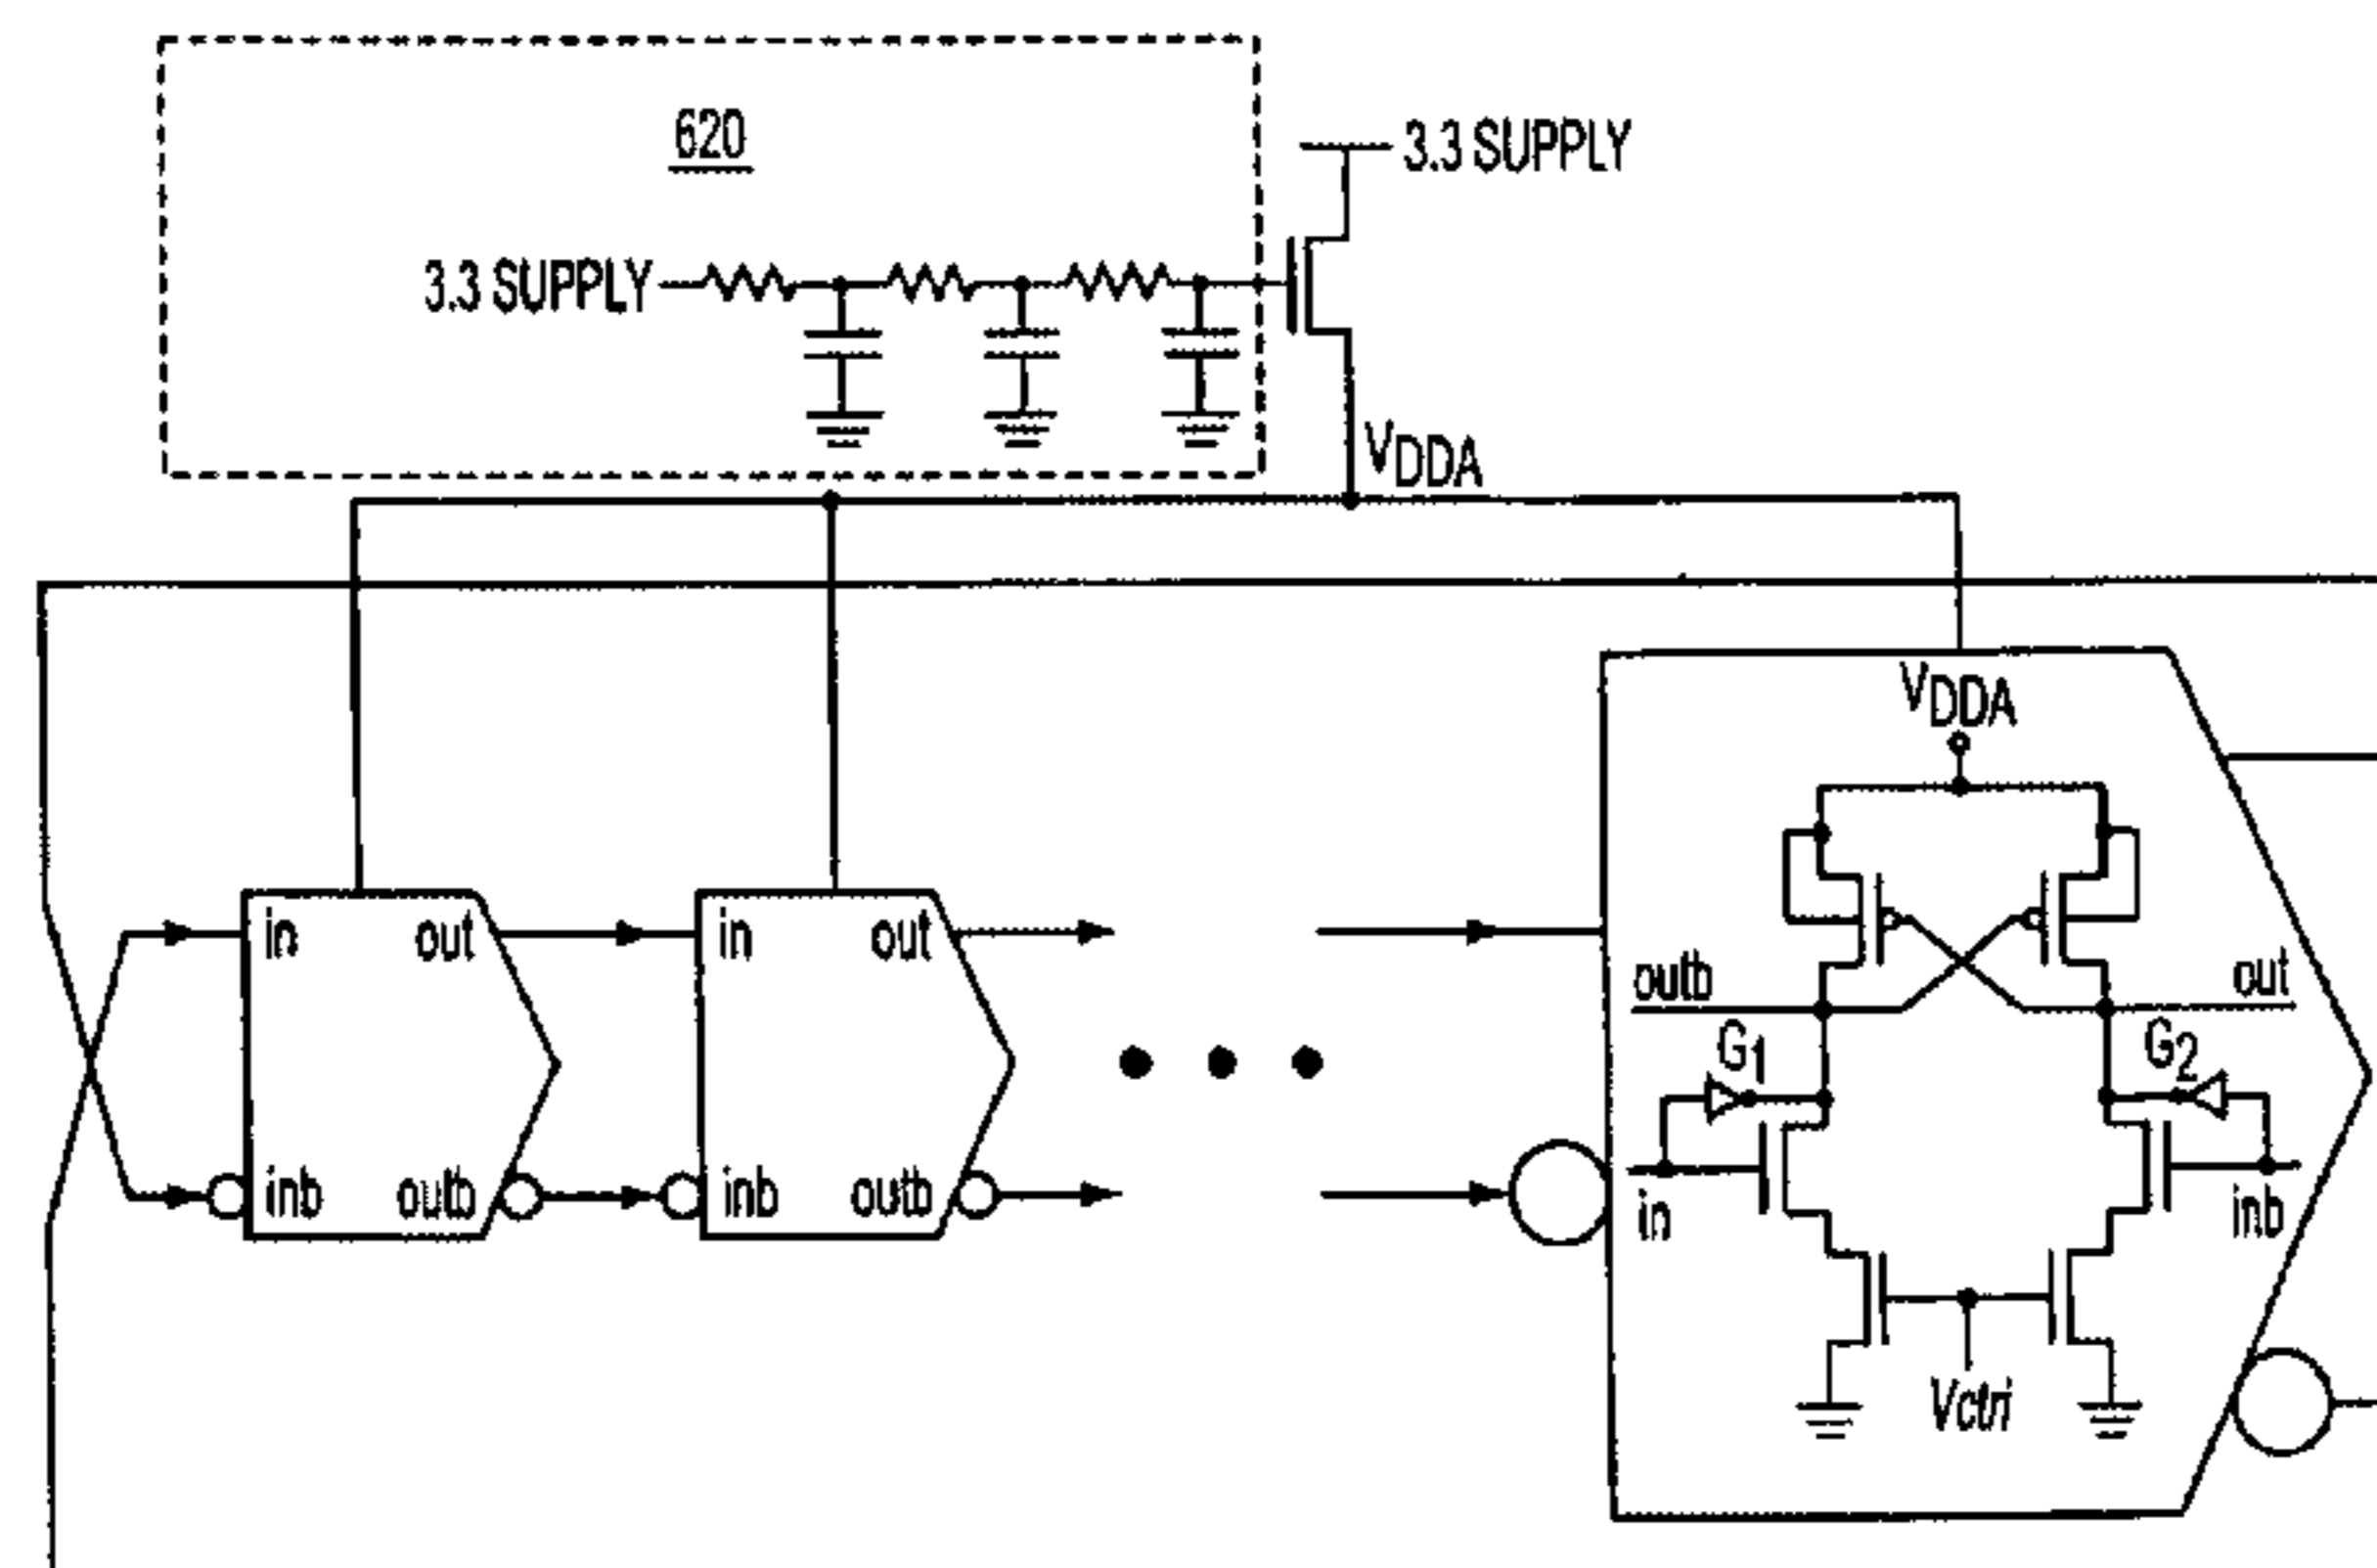 620
3.3 SUPPLY
3.3 SUPPLY
VDDA
VDDA
in out in out
outb out
G1 G2
inb outb inb outb
in inb
Vctrl